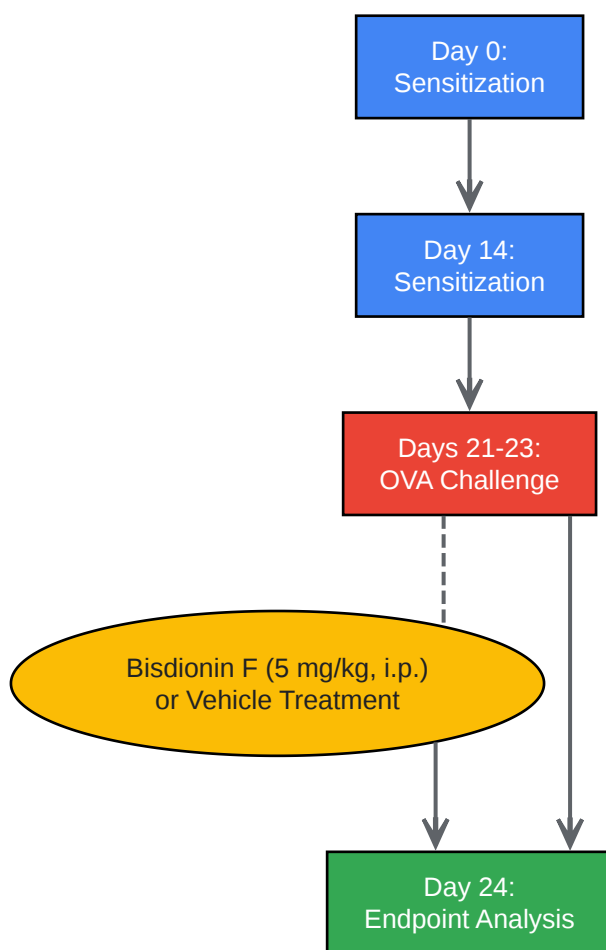 Day 0:
Sensitization
Day 14:
Sensitization
Days 21-23:
OVA Challenge
Bisdionin F (5 mg/kg, i.p.)
or Vehicle Treatment
Day 24:
Endpoint Analysis